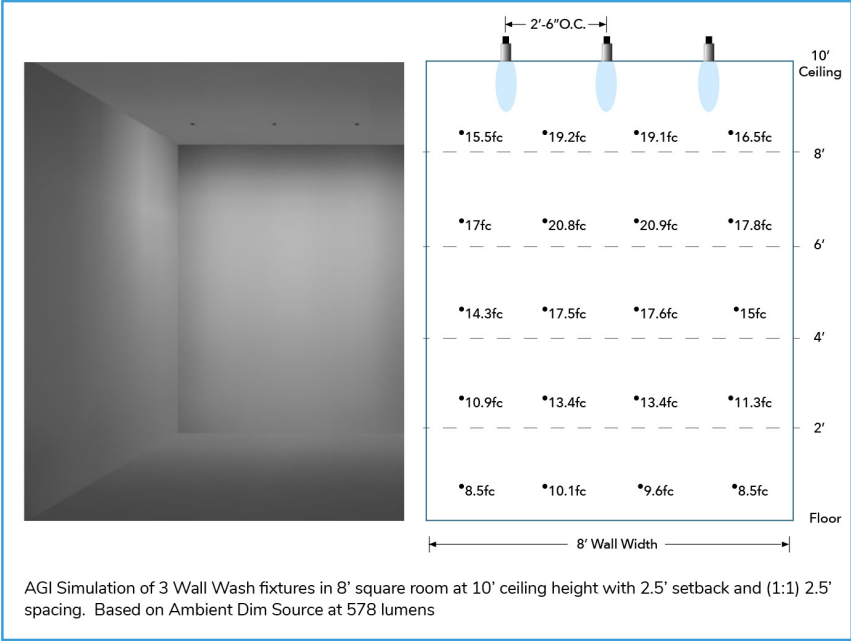 2'-6"O.C.
10'
Ceiling
15.5fc 19.2fc 19.1fc 16.5fc
8'
17fc 20.8fc 20.9fc 17.8fc
6'
14.3fc 17.5fc 17.6fc 15fc
4'
10.9fc 13.4fc 13.4fc 11.3fc
2'
8.5fc 10.1fc 9.6fc 8.5fc
Floor
8' Wall Width
AGI Simulation of 3 Wall Wash fixtures in 8' square room at 10' ceiling height with 2.5' setback and (1:1) 2.5'
spacing. Based on Ambient Dim Source at 578 lumens